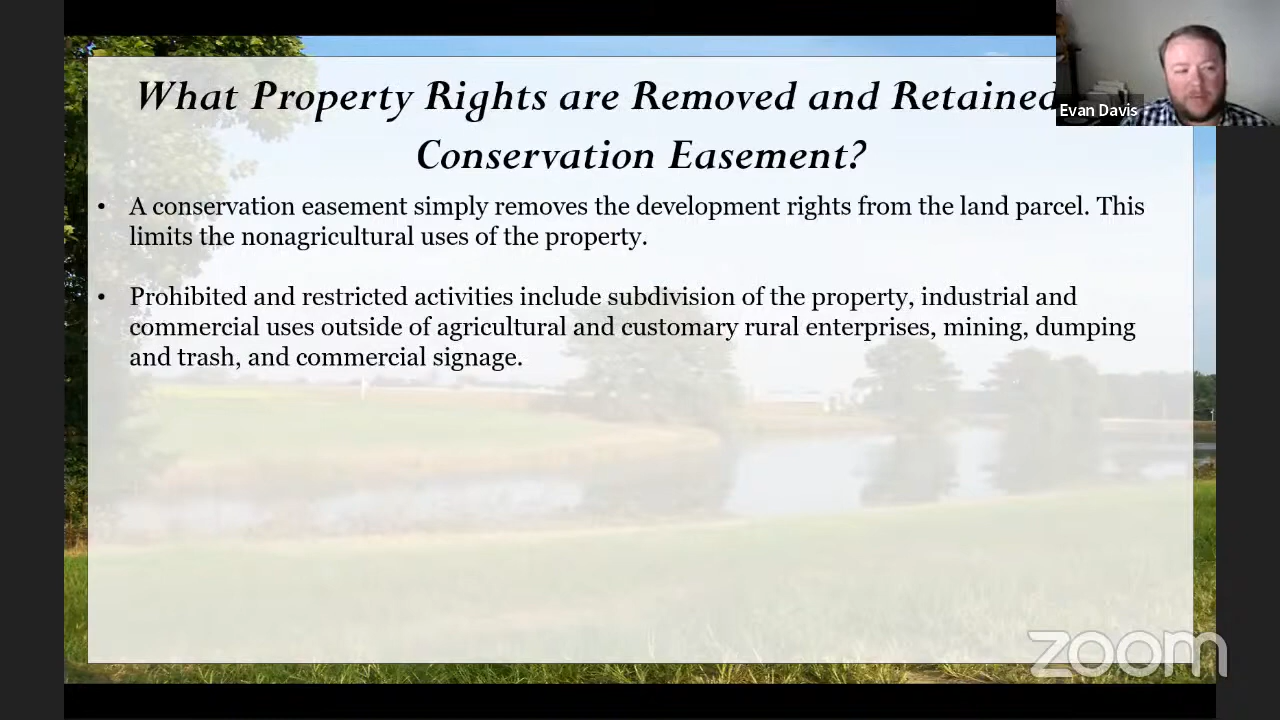 What Property Rights are Removed and Retained
Conservation Easement?
Evan Davis
• A conservation easement simply removes the development rights from the land parcel. This
limits the nonagricultural uses of the property.
• Prohibited and restricted activities include subdivision of the property, industrial and
commercial uses outside of agricultural and customary rural enterprises, mining, dumping
and trash, and commercial signage.
zoom